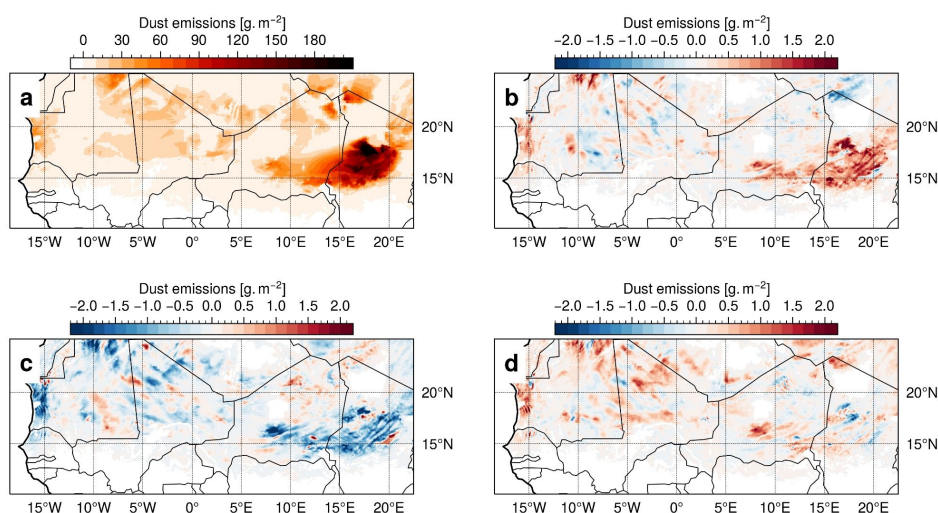 Dust emissions [g. m⁻²]
0 30 60 90 120 150 180
a
20°N
15°N
15°W 10°W 5°W 0° 5°E 10°E 15°E 20°E
Dust emissions [g. m⁻²]
−2.0 −1.5 −1.0 −0.5 0.0 0.5 1.0 1.5 2.0
b
20°N
15°N
15°W 10°W 5°W 0° 5°E 10°E 15°E 20°E
Dust emissions [g. m⁻²]
−2.0 −1.5 −1.0 −0.5 0.0 0.5 1.0 1.5 2.0
c
20°N
15°N
15°W 10°W 5°W 0° 5°E 10°E 15°E 20°E
Dust emissions [g. m⁻²]
−2.0 −1.5 −1.0 −0.5 0.0 0.5 1.0 1.5 2.0
d
20°N
15°N
15°W 10°W 5°W 0° 5°E 10°E 15°E 20°E